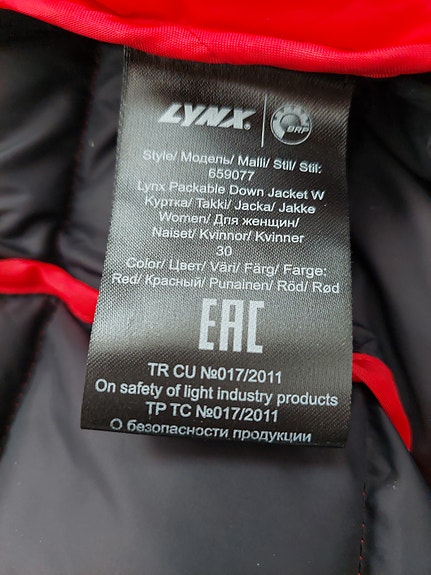 LYNX. BRP
Style/ Модель/ Malli/ Stil/ Stil:
659077
Lynx Packable Down Jacket W
Куртка/ Takki/ Jacka/ Jakke
Women/ Для женщин/
Naiset/ Kvinnor/ Kvinner
30
Color/ Цвет/ Väri/ Färg/ Farge:
Red/ Красный/ Punainen/ Röd/ Rød
EAC
TR CU №017/2011
On safety of light industry products
ТР ТС №017/2011
О безопасности продукции